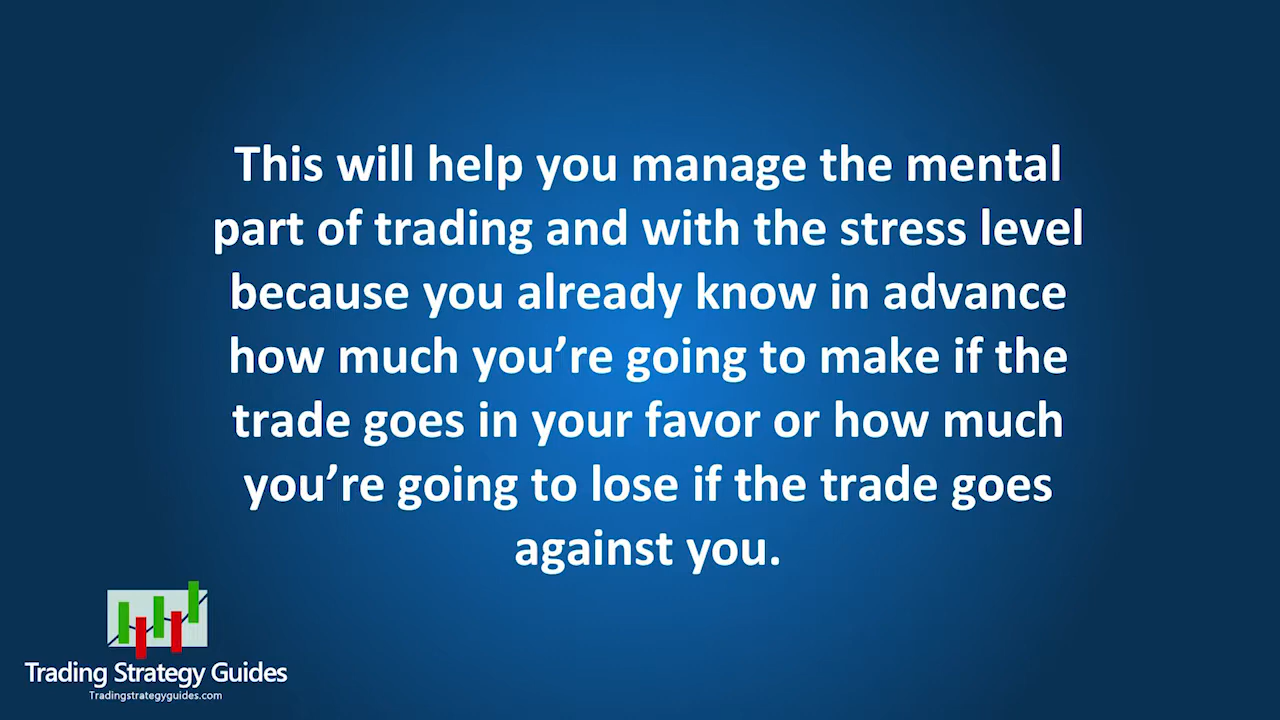 This will help you manage the mental
part of trading and with the stress level
because you already know in advance
how much you’re going to make if the
trade goes in your favor or how much
you’re going to lose if the trade goes
against you.
Trading Strategy Guides
Tradingstrategyguides.com